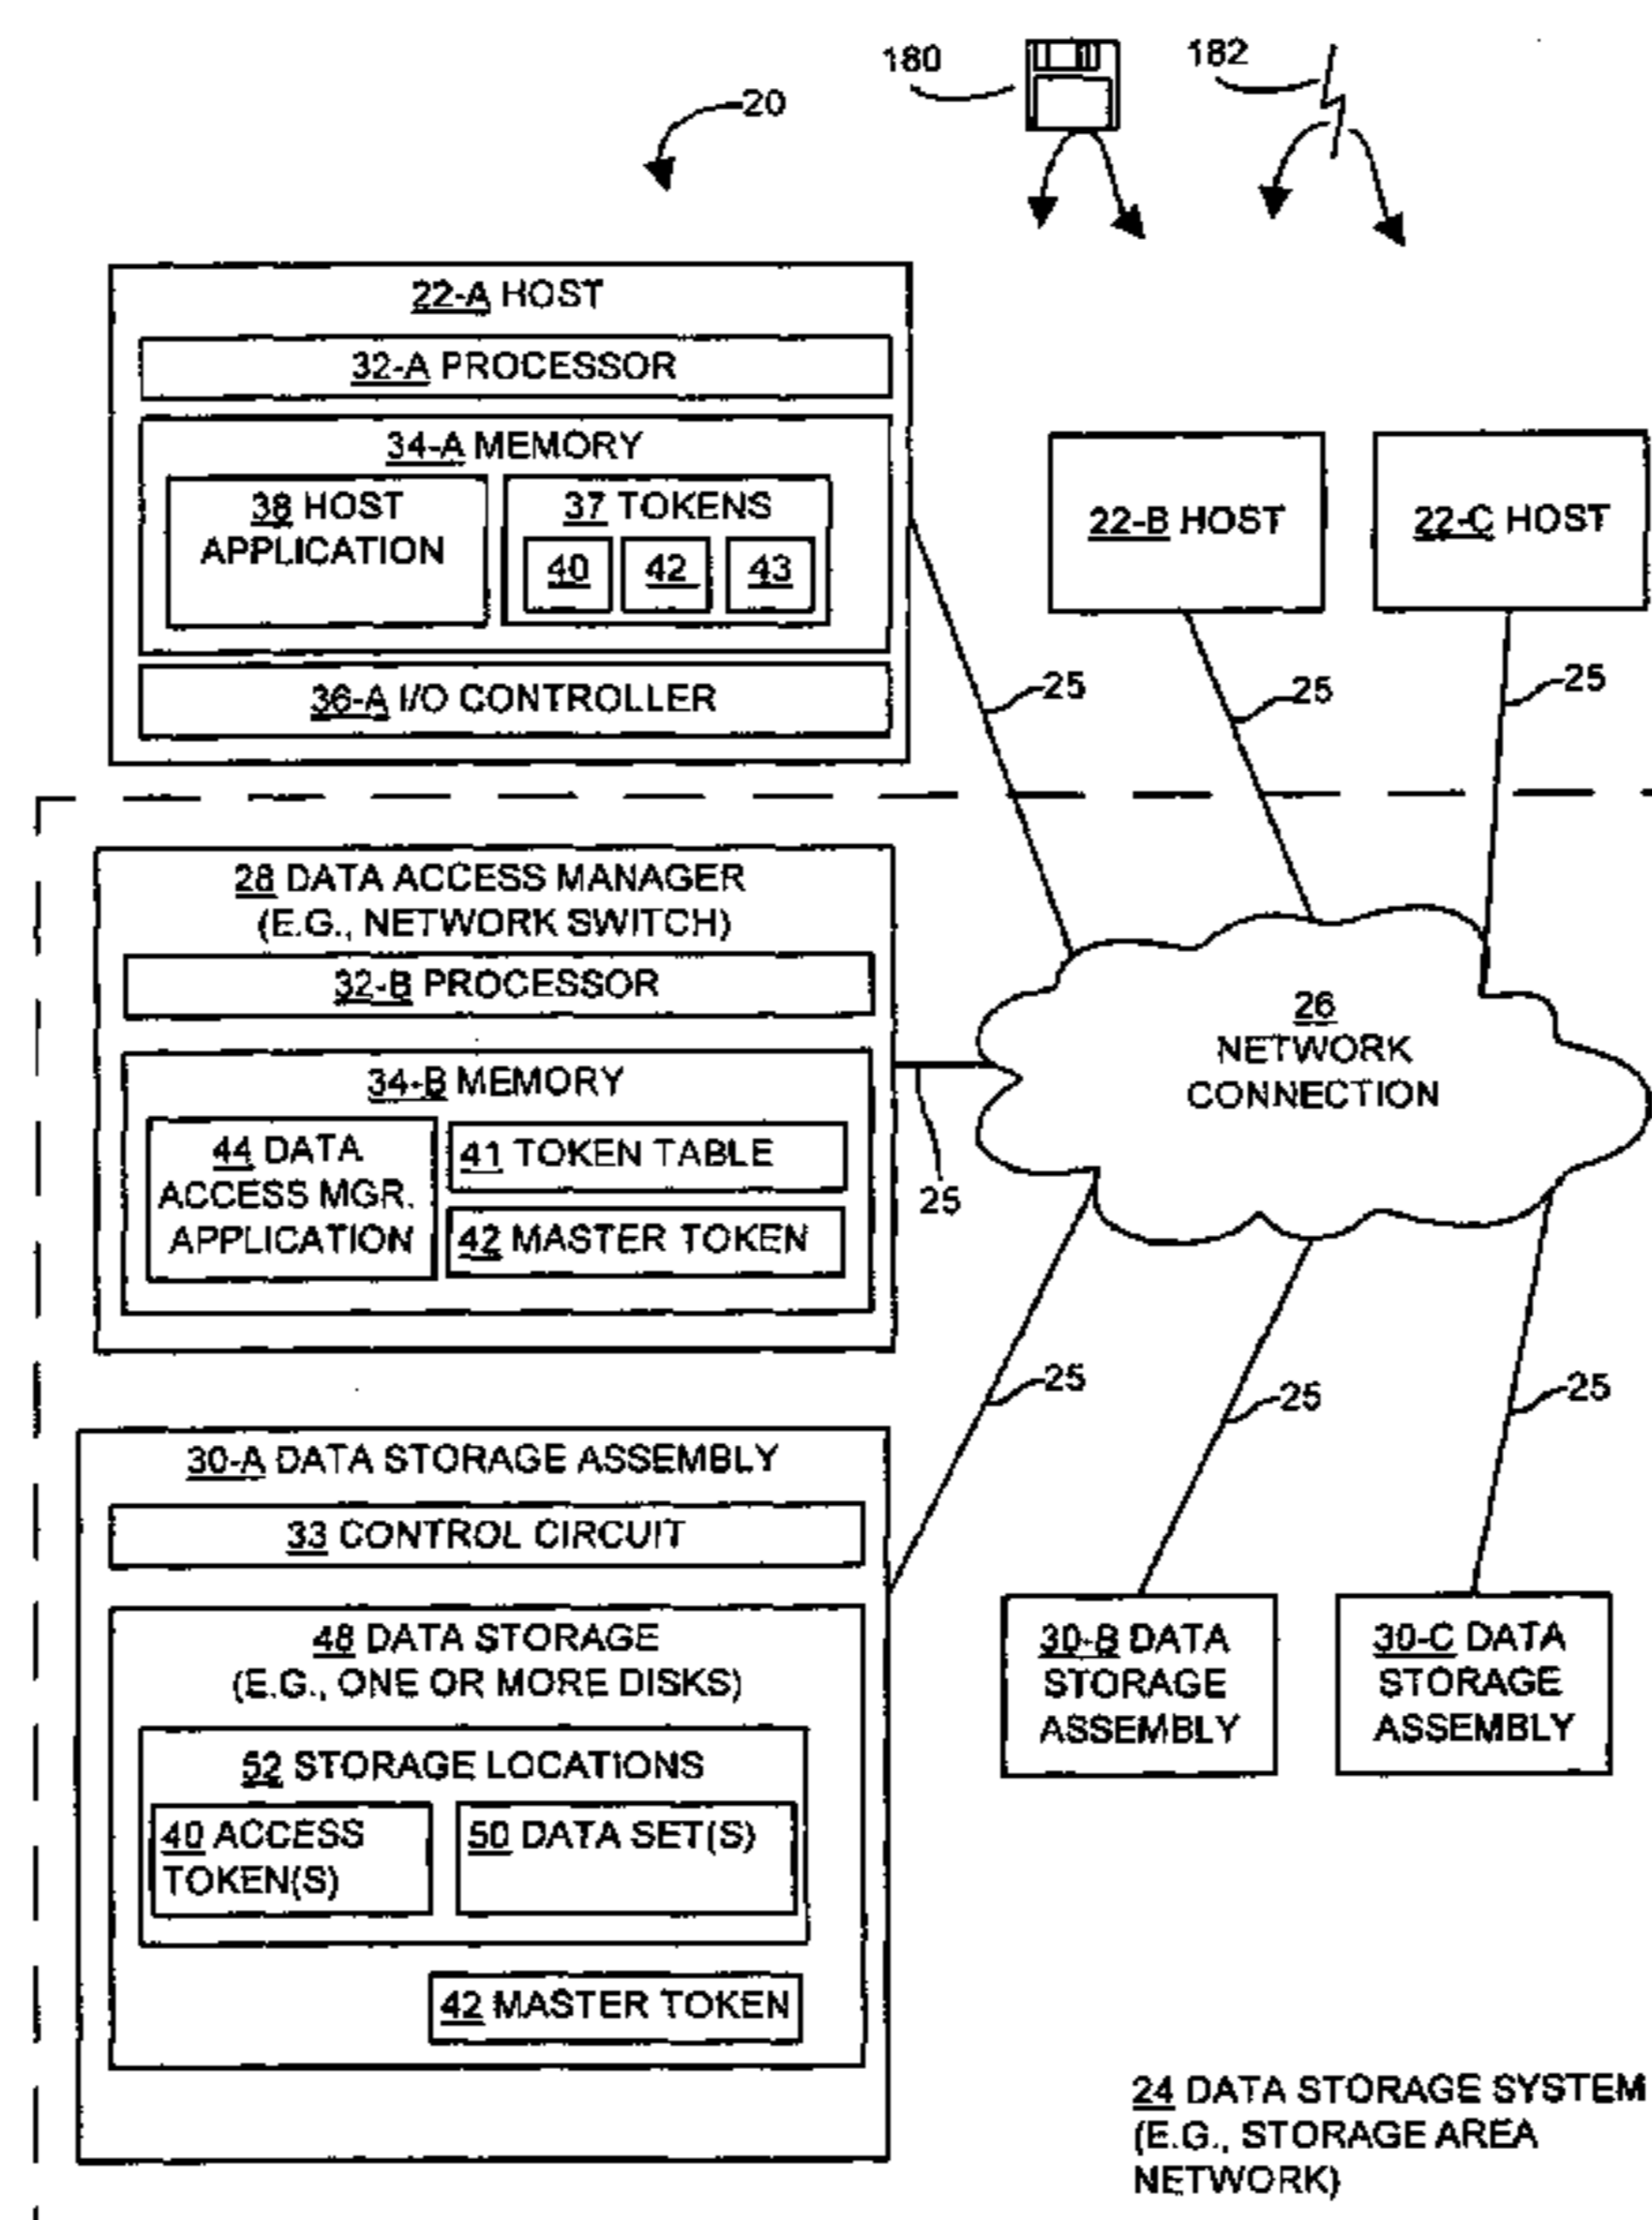 180
182
20
22-A HOST
32-A PROCESSOR
34-A MEMORY
38 HOST
APPLICATION
37 TOKENS
40 42 43
36-A I/O CONTROLLER
22-B HOST
22-C HOST
25
25
25
28 DATA ACCESS MANAGER
(E.G., NETWORK SWITCH)
32-B PROCESSOR
34-B MEMORY
44 DATA
ACCESS MGR.
APPLICATION
41 TOKEN TABLE
42 MASTER TOKEN
25
26
NETWORK
CONNECTION
25
25
25
30-A DATA STORAGE ASSEMBLY
33 CONTROL CIRCUIT
48 DATA STORAGE
(E.G., ONE OR MORE DISKS)
52 STORAGE LOCATIONS
40 ACCESS
TOKEN(S)
50 DATA SET(S)
42 MASTER TOKEN
30-B DATA
STORAGE
ASSEMBLY
30-C DATA
STORAGE
ASSEMBLY
24 DATA STORAGE SYSTEM
(E.G., STORAGE AREA
NETWORK)